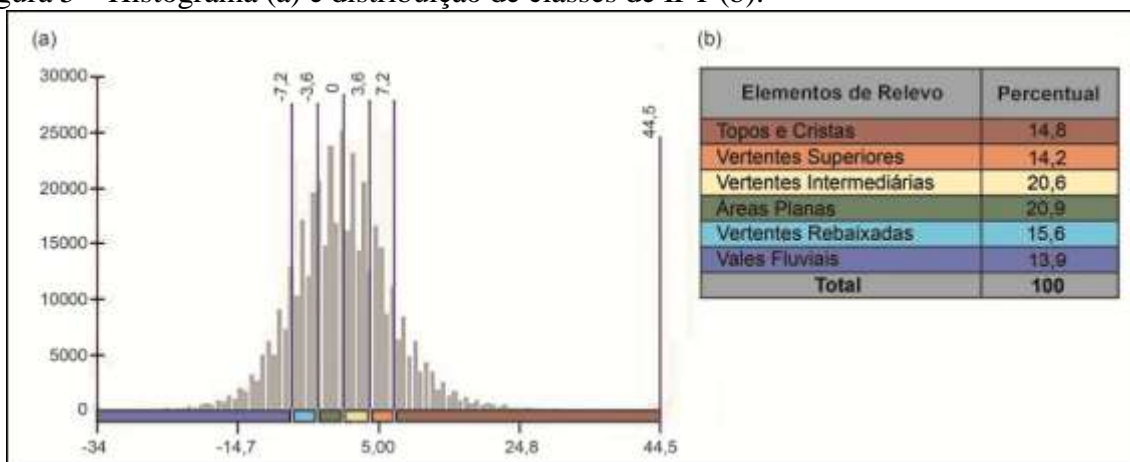 gura 3 – Histograma (a) e distribuição de classes de IPT (b).
(a)
30000
25000
20000
15000
10000
5000
0
-7,2
-3,6
0
3,6
7,2
44,5
-34
-14,7
5,00
24,8
44,5
(b)
Elementos de Relevo Percentual
Topos e Cristas 14,8
Vertentes Superiores 14,2
Vertentes Intermediárias 20,6
Áreas Planas 20,9
Vertentes Rebaixadas 15,6
Vales Fluviais 13,9
Total 100